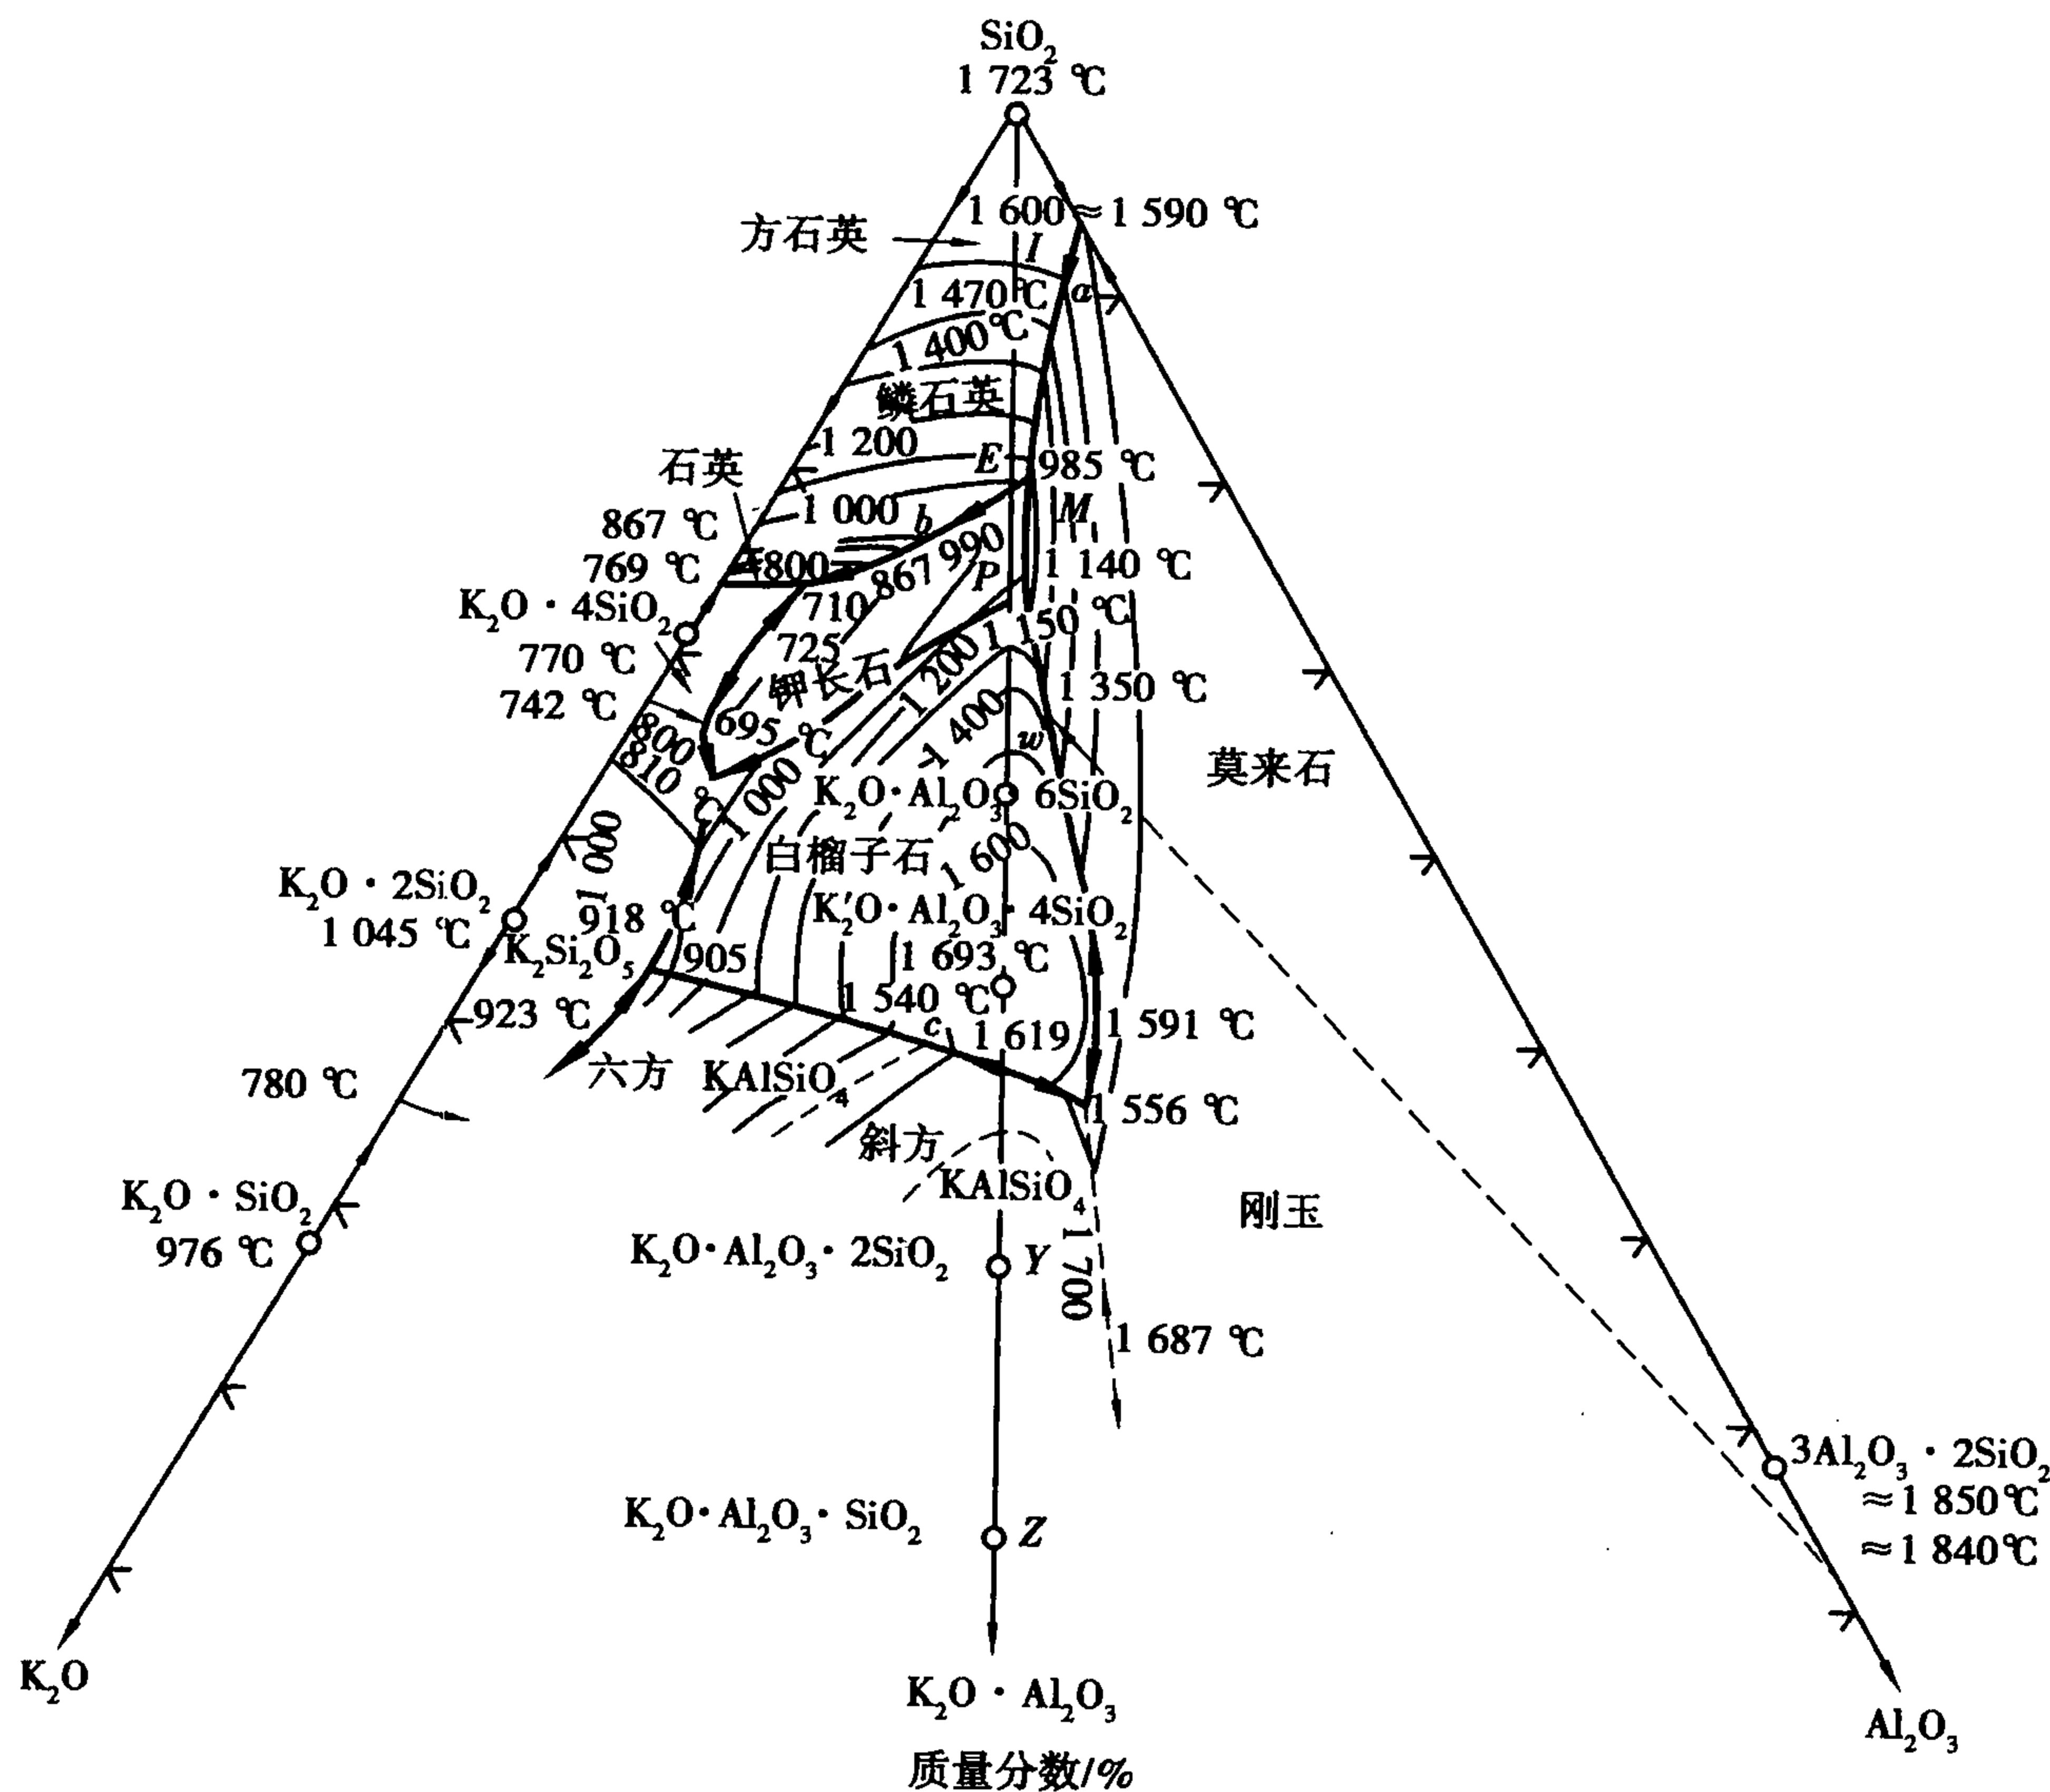 SiO₂
1 723 ℃
1 600
≈1 590 ℃
方石英
I
1 470℃
a
1 400℃
鳞石英
1 200
石英
E
985 ℃
1 000
b
M
867 ℃
990
769 ℃
800
867
P
1 140 ℃
K₂O · 4SiO₂
710
1 150 ℃
725
770 ℃
钾长石
1 200
1 350 ℃
742 ℃
695 ℃
1 400
800
w
莫来石
810 ℃
1 000
K₂O·Al₂O₃·6SiO₂
1 000
白榴子石
1 600
K₂O · 2SiO₂
1 045 ℃
918 ℃
K₂O·Al₂O₃·4SiO₂
K₂Si₂O₅
905
1 693 ℃
923 ℃
1 540 ℃
c
1 619
1 591 ℃
780 ℃
六方 KAlSiO₄
1 556 ℃
斜方
KAlSiO₄
K₂O · SiO₂
976 ℃
刚玉
K₂O·Al₂O₃·2SiO₂
Y
1 700
1 687 ℃
3Al₂O₃ · 2SiO₂
≈1 850℃
≈1 840℃
K₂O·Al₂O₃·SiO₂
Z
K₂O
K₂O · Al₂O₃
Al₂O₃
质量分数/%